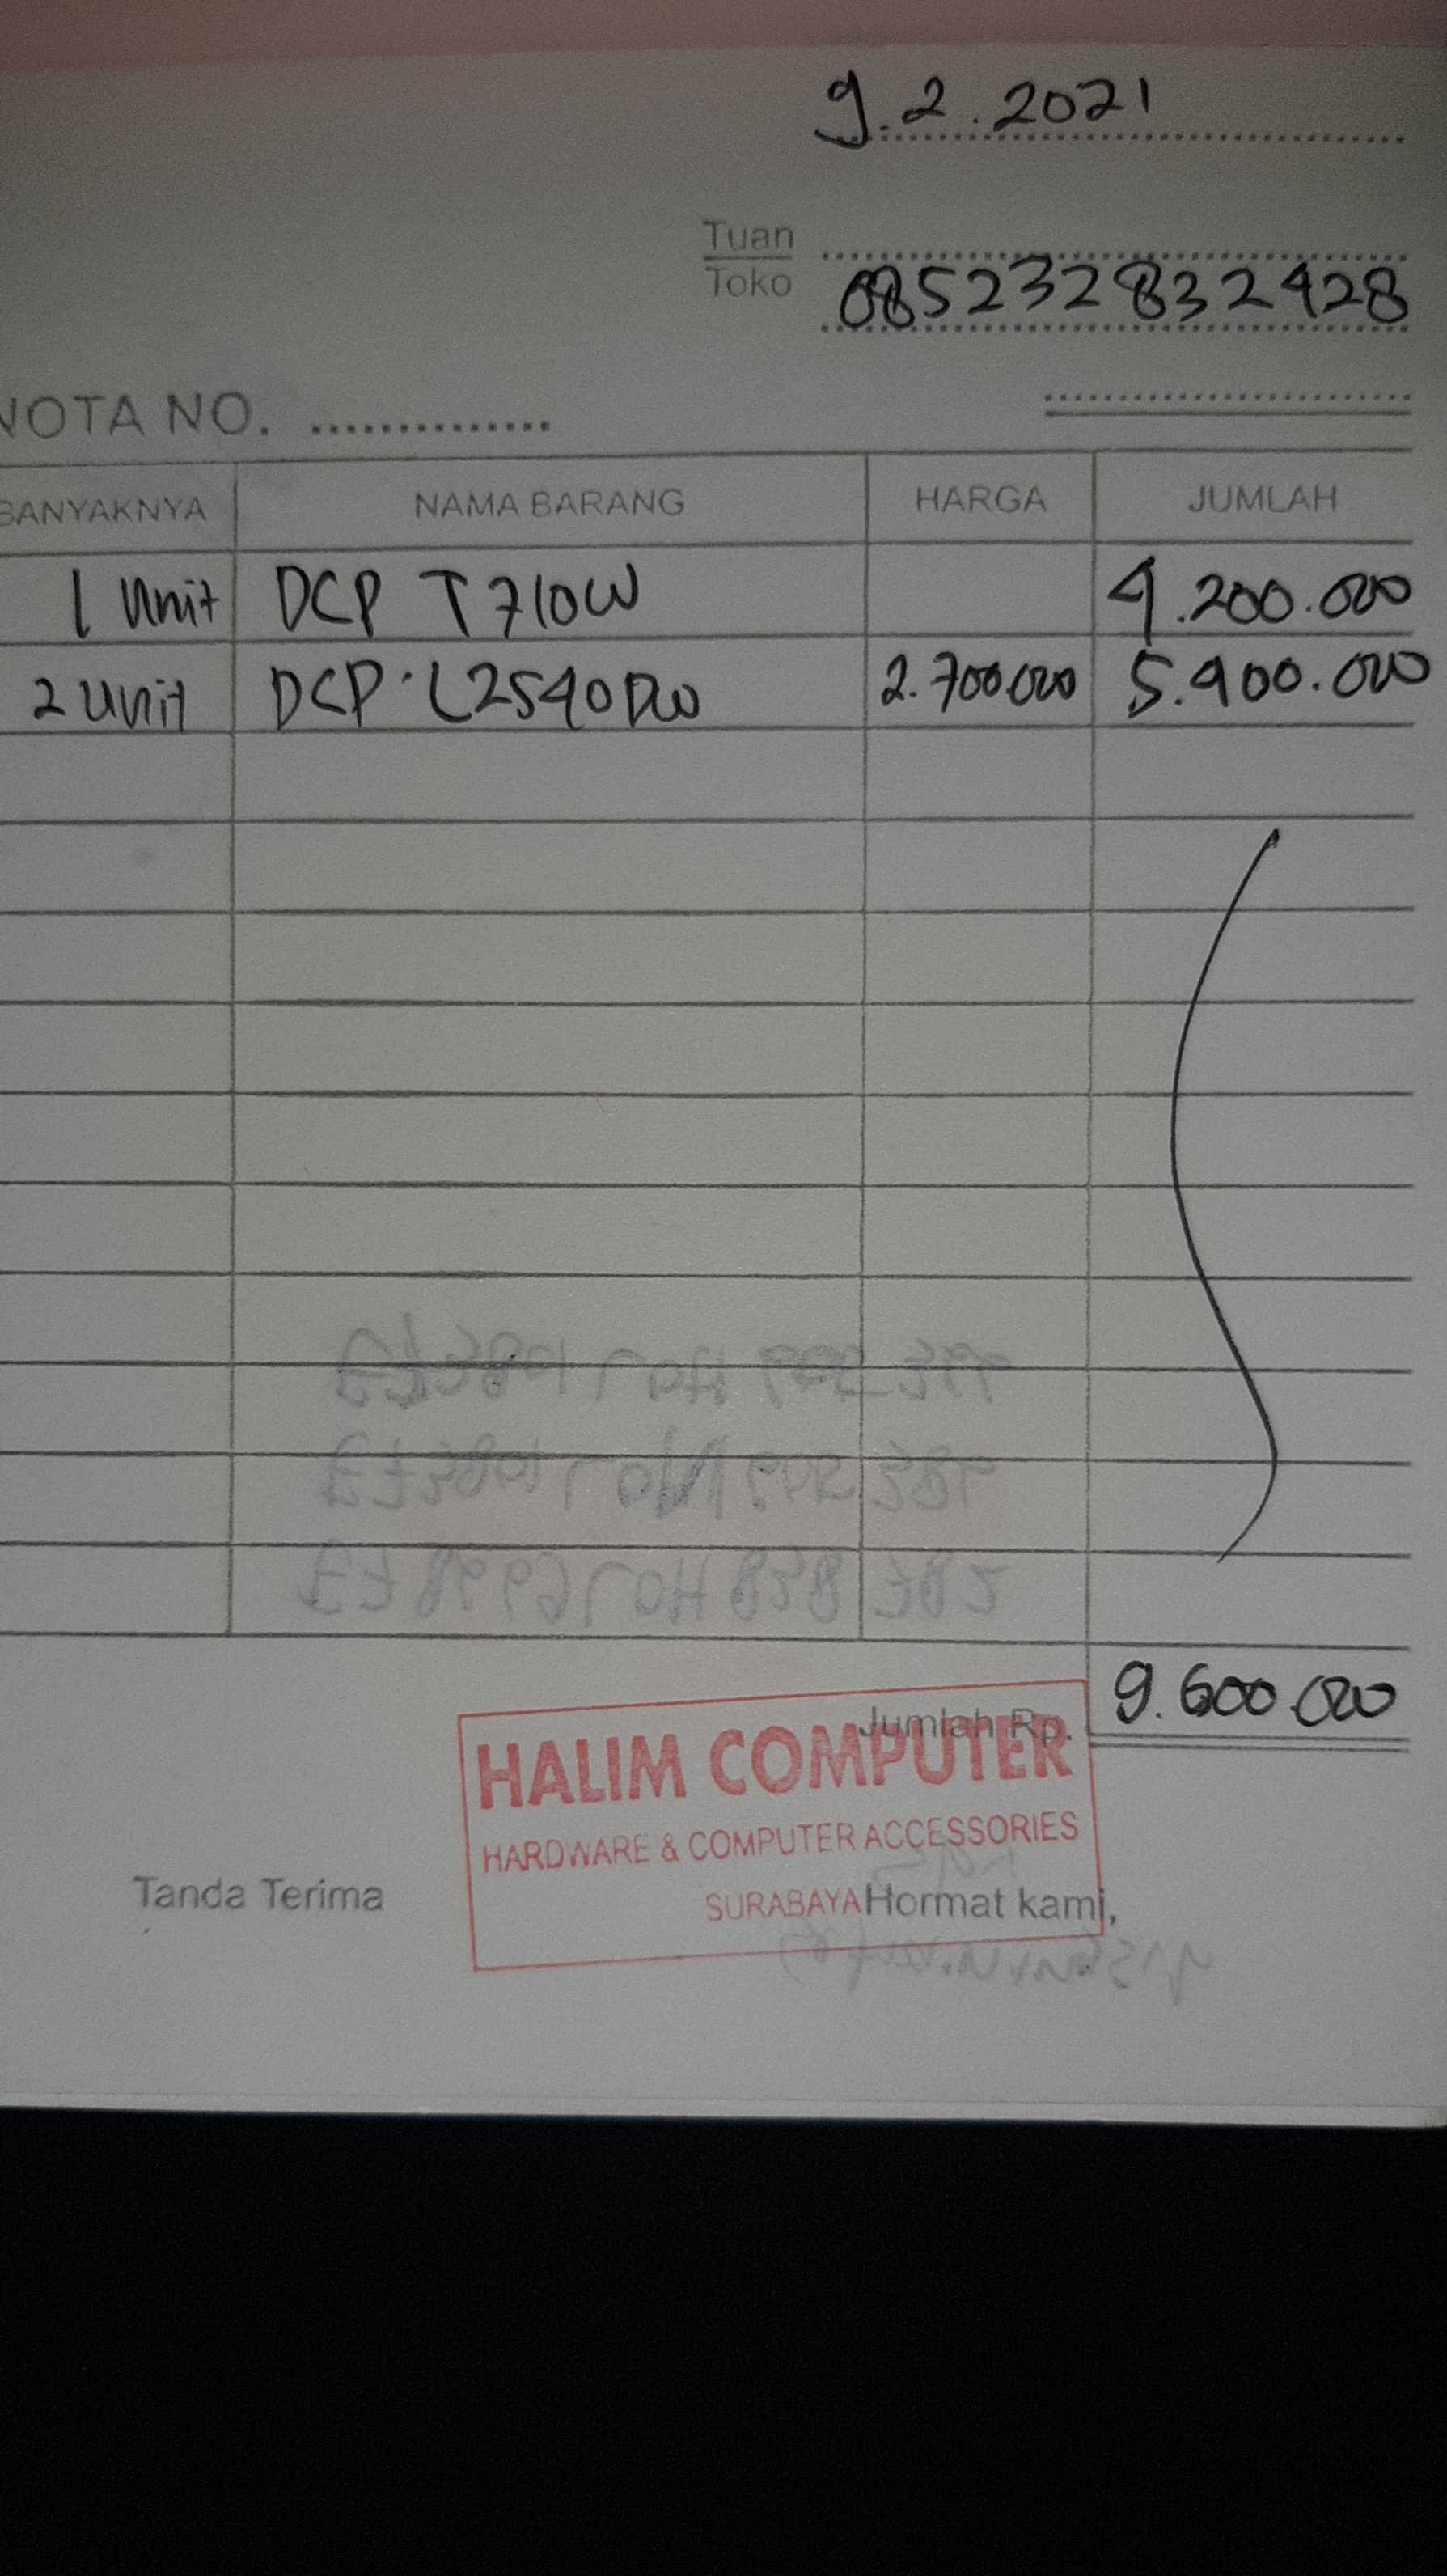 9.2.2021
Tuan
Toko 085232832428
NOTA NO. ..............
BANYAKNYA NAMA BARANG HARGA JUMLAH
1 Unit DCP T710W 4.200.000
2 Unit DCP-L2540DW 2.700.000 5.400.000
9.600.000
Jumlah Rp.
HALIM COMPUTER
HARDWARE & COMPUTER ACCESSORIES
SURABAYA
Tanda Terima Hormat kami,